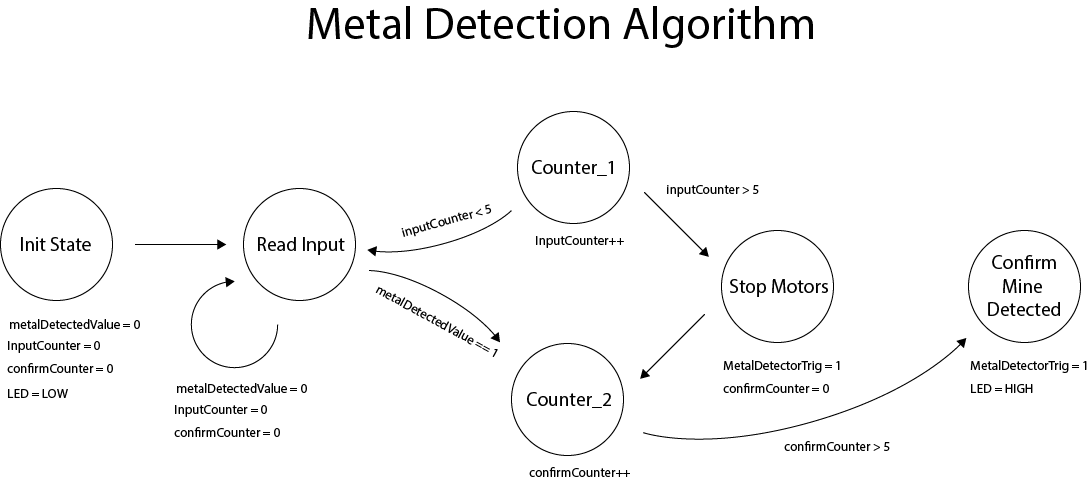 Metal Detection Algorithm
Counter_1
InputCounter++
inputCounter < 5
inputCounter > 5
Init State
metalDetectedValue = 0
InputCounter = 0
confirmCounter = 0
LED = LOW
Read Input
metalDetectedValue = 0
InputCounter = 0
confirmCounter = 0
metalDetectedValue == 1
Stop Motors
MetalDetectorTrig = 1
confirmCounter = 0
Confirm
Mine
Detected
MetalDetectorTrig = 1
LED = HIGH
Counter_2
confirmCounter++
confirmCounter > 5